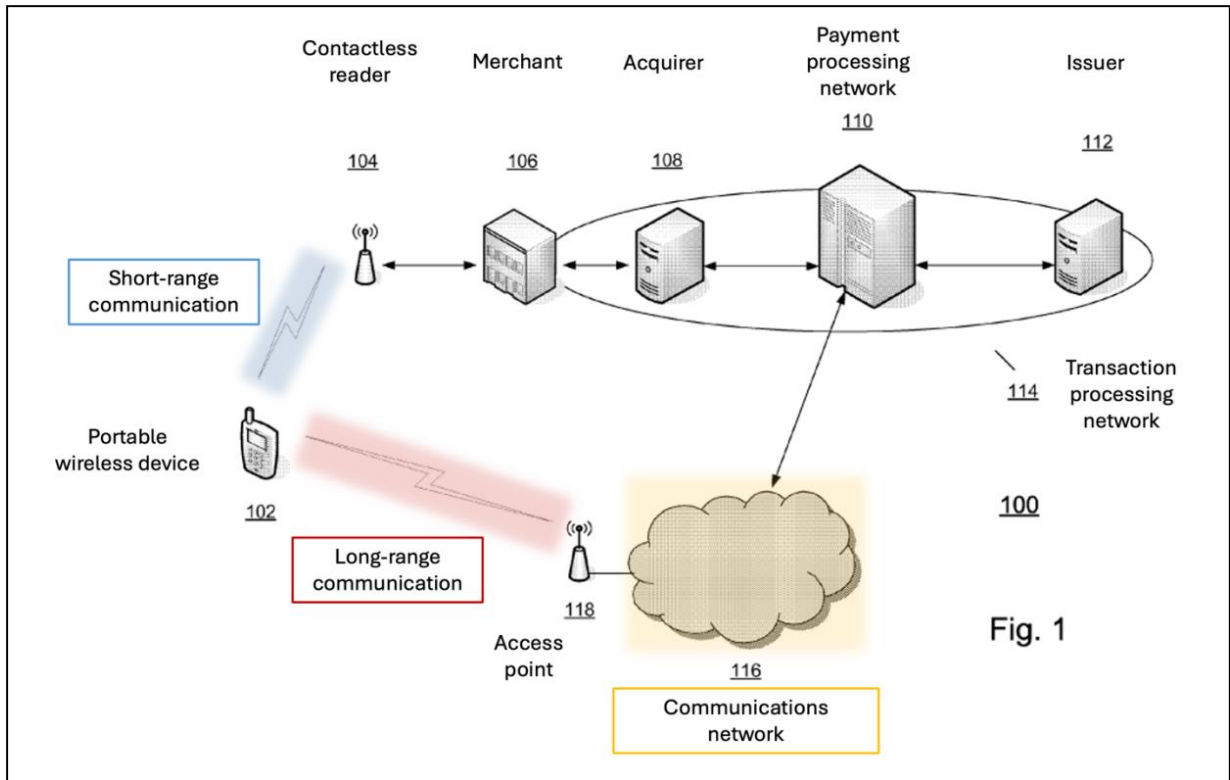 Contactless
reader
Merchant
Acquirer
Payment
processing
network
Issuer
104
106
108
110
112
Short-range
communication
114
Transaction
processing
network
Portable
wireless device
102
Long-range
communication
118
Access
point
116
Communications
network
100
Fig. 1